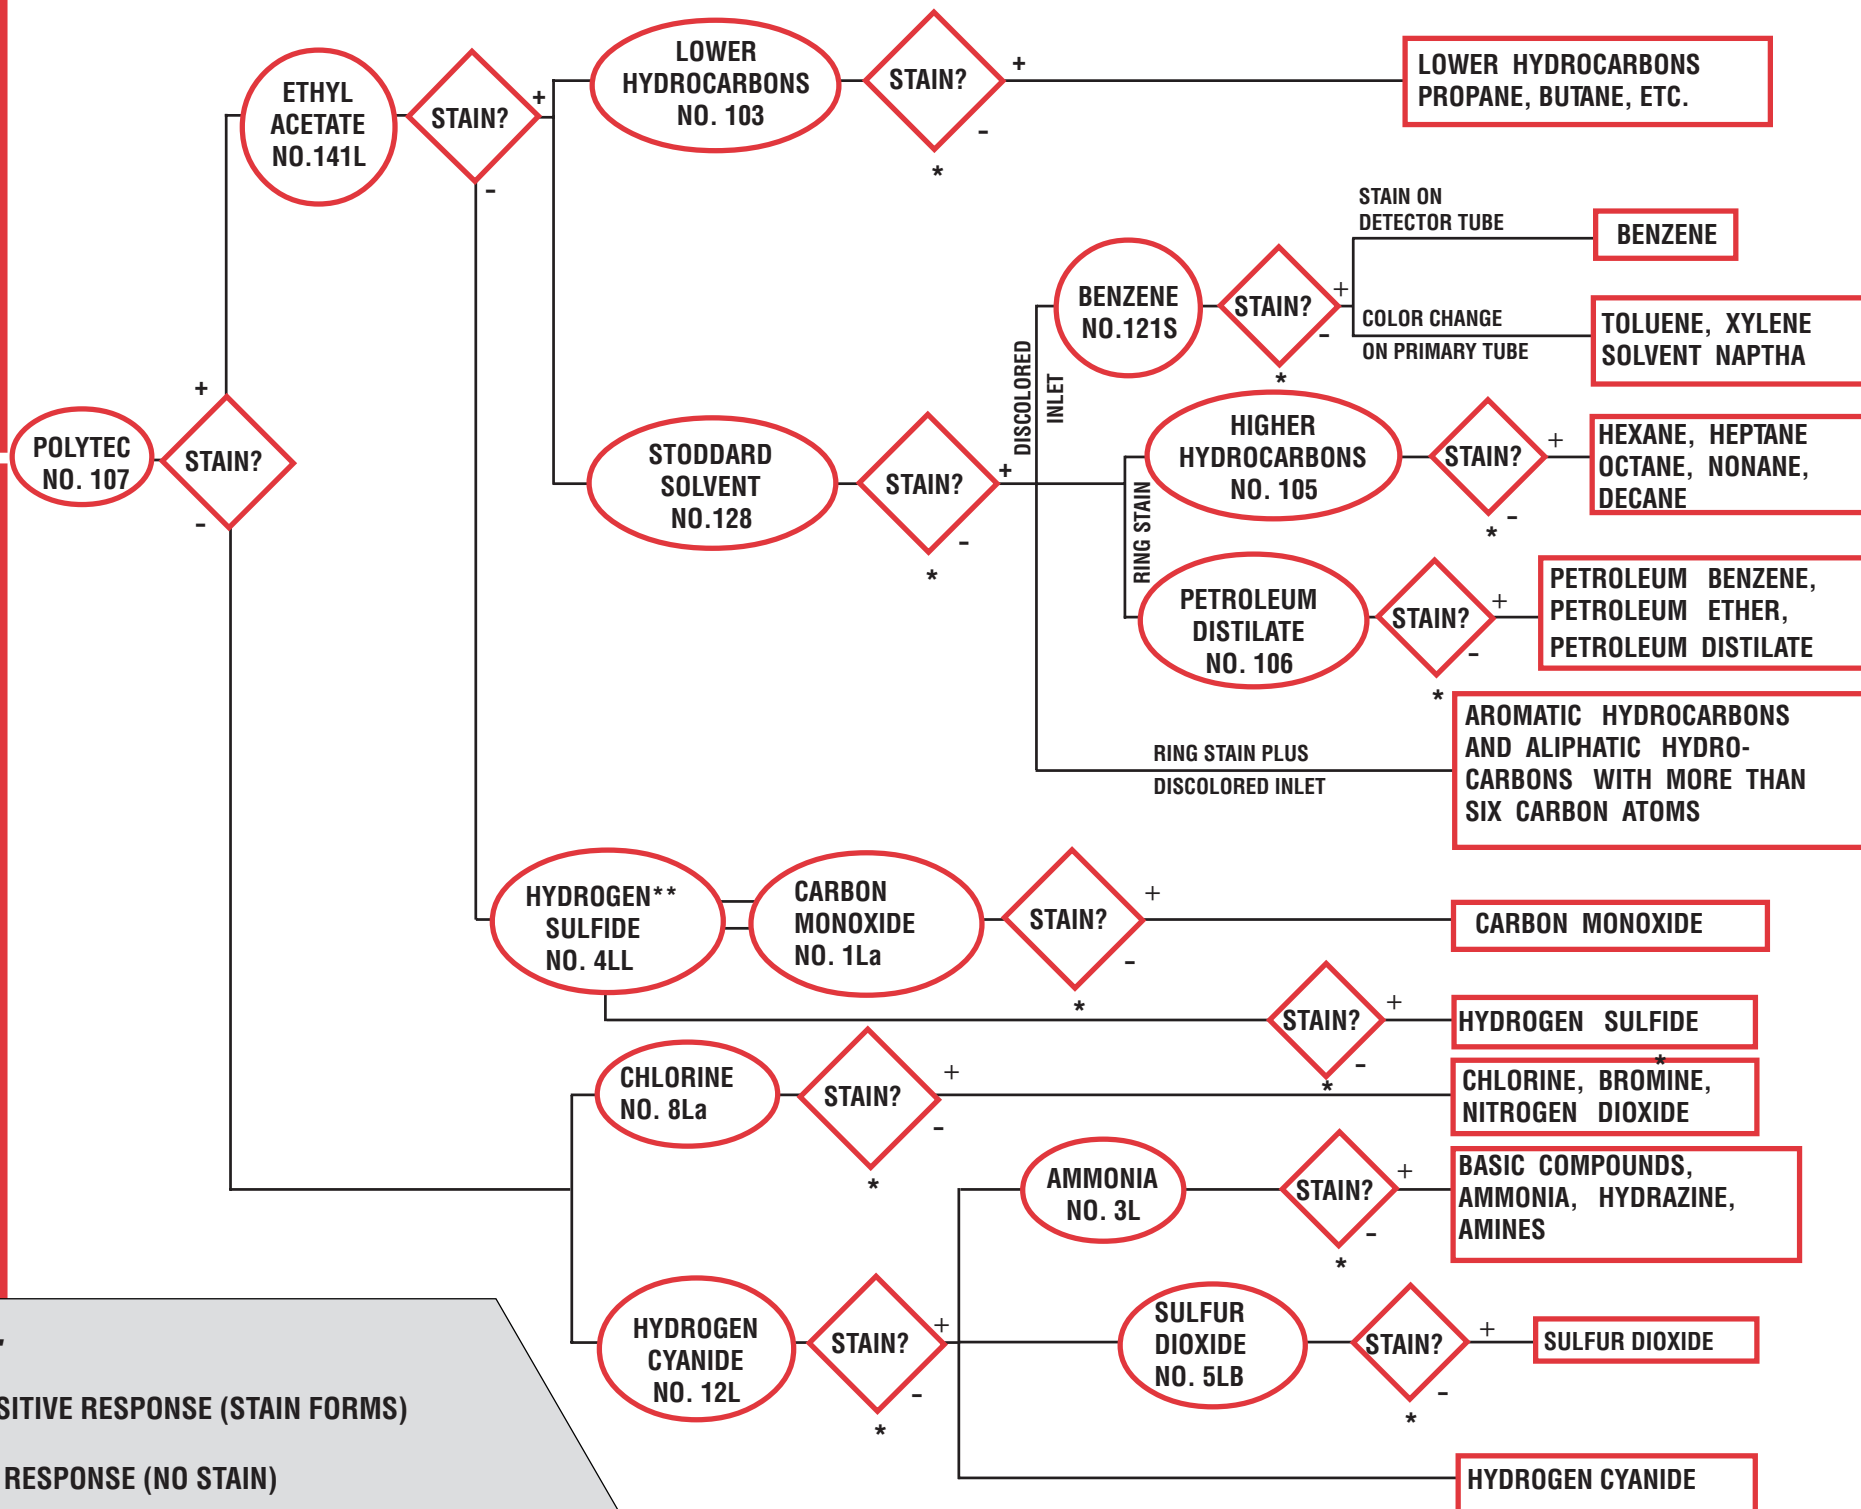 POLYTEC
NO. 107
STAIN?
+
-
ETHYL
ACETATE
NO.141L
STAIN?
+
-
LOWER
HYDROCARBONS
NO. 103
STAIN?
+
-
*
LOWER HYDROCARBONS
PROPANE, BUTANE, ETC.
STODDARD
SOLVENT
NO.128
STAIN?
+
-
*
DISCOLORED
INLET
BENZENE
NO.121S
STAIN?
+
-
*
STAIN ON
DETECTOR TUBE
BENZENE
COLOR CHANGE
ON PRIMARY TUBE
TOLUENE, XYLENE
SOLVENT NAPTHA
RING STAIN
HIGHER
HYDROCARBONS
NO. 105
STAIN?
+
-
*
HEXANE, HEPTANE
OCTANE, NONANE,
DECANE
PETROLEUM
DISTILATE
NO. 106
STAIN?
+
-
*
PETROLEUM BENZENE,
PETROLEUM ETHER,
PETROLEUM DISTILATE
RING STAIN PLUS
DISCOLORED INLET
AROMATIC HYDROCARBONS
AND ALIPHATIC HYDRO-
CARBONS WITH MORE THAN
SIX CARBON ATOMS
HYDROGEN**
SULFIDE
NO. 4LL
CARBON
MONOXIDE
NO. 1La
STAIN?
+
-
*
CARBON MONOXIDE
STAIN?
+
-
*
HYDROGEN SULFIDE
*
CHLORINE
NO. 8La
STAIN?
+
-
*
CHLORINE, BROMINE,
NITROGEN DIOXIDE
HYDROGEN
CYANIDE
NO. 12L
STAIN?
+
-
*
AMMONIA
NO. 3L
STAIN?
+
-
*
BASIC COMPOUNDS,
AMMONIA, HYDRAZINE,
AMINES
SULFUR
DIOXIDE
NO. 5LB
STAIN?
+
-
*
SULFUR DIOXIDE
HYDROGEN CYANIDE
SITIVE RESPONSE (STAIN FORMS)
RESPONSE (NO STAIN)